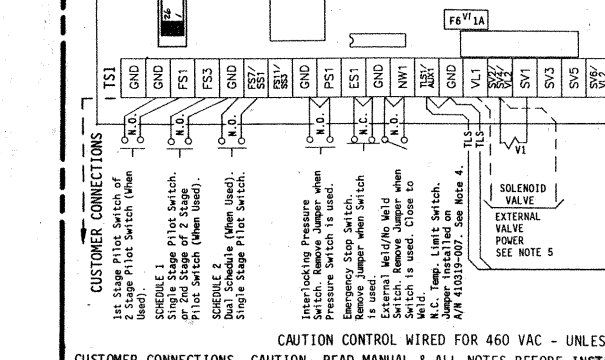 26
F6 VT 1A
TS1
GND
GND
FS1
FS3
GND
FS7/
SS1
FS11/
SS3
GND
PS1
ES1
GND
NW1
TLS1/
AUX1
GND
VL1
SV2
SV4/
VL2
SV1
SV3
SV5
SV6/
VL2
N.O.
N.O.
N.O.
N.O.
N.C.
N.O.
TLS
TLS
V1
CUSTOMER CONNECTIONS
1st Stage Pilot Switch of
2 Stage Pilot Switch (When
Used).
SCHEDULE 1
Single Stage Pilot Switch.
or 2nd Stage of 2 Stage
Pilot Switch (When Used).
SCHEDULE 2
Dual Schedule (When Used).
Single Stage Pilot Switch.
Interlocking Pressure
Switch. Remove Jumper when
Pressure Switch is used.
Emergency Stop Switch.
Remove jumper when Switch
is used.
External Weld/No Weld
Switch. Remove Jumper when
Switch is used. Close to
Weld.
N.C. Temp. Limit Switch.
Jumper installed on
A/N 410319-007. See Note 4.
SOLENOID
VALVE
EXTERNAL
VALVE
POWER
SEE NOTE 5
CAUTION CONTROL WIRED FOR 460 VAC - UNLES
CUSTOMER CONNECTIONS. CAUTION: READ MANUAL & ALL NOTES BEFORE INST